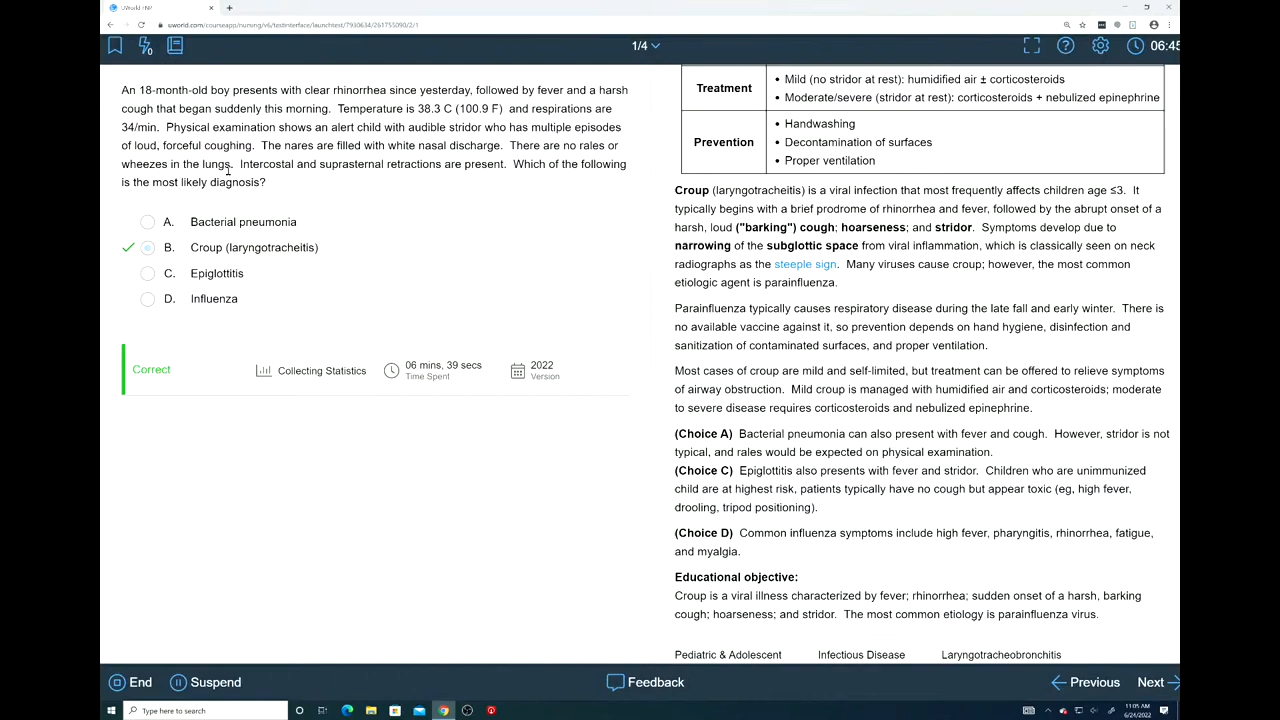 UWorld FNP
uworld.com/courseapp/nursing/v6/testinterface/launchtest/7930634/261755090/2/1
1/4
06:45
An 18-month-old boy presents with clear rhinorrhea since yesterday, followed by fever and a harsh
cough that began suddenly this morning. Temperature is 38.3 C (100.9 F) and respirations are
34/min. Physical examination shows an alert child with audible stridor who has multiple episodes
of loud, forceful coughing. The nares are filled with white nasal discharge. There are no rales or
wheezes in the lungs. Intercostal and suprasternal retractions are present. Which of the following
is the most likely diagnosis?
A. Bacterial pneumonia
B. Croup (laryngotracheitis)
C. Epiglottitis
D. Influenza
Correct
Collecting Statistics
06 mins, 39 secs
Time Spent
2022
Version
Treatment
• Mild (no stridor at rest): humidified air ± corticosteroids
• Moderate/severe (stridor at rest): corticosteroids + nebulized epinephrine
Prevention
• Handwashing
• Decontamination of surfaces
• Proper ventilation
Croup (laryngotracheitis) is a viral infection that most frequently affects children age ≤3. It
typically begins with a brief prodrome of rhinorrhea and fever, followed by the abrupt onset of a
harsh, loud ("barking") cough; hoarseness; and stridor. Symptoms develop due to
narrowing of the subglottic space from viral inflammation, which is classically seen on neck
radiographs as the steeple sign. Many viruses cause croup; however, the most common
etiologic agent is parainfluenza.
Parainfluenza typically causes respiratory disease during the late fall and early winter. There is
no available vaccine against it, so prevention depends on hand hygiene, disinfection and
sanitization of contaminated surfaces, and proper ventilation.
Most cases of croup are mild and self-limited, but treatment can be offered to relieve symptoms
of airway obstruction. Mild croup is managed with humidified air and corticosteroids; moderate
to severe disease requires corticosteroids and nebulized epinephrine.
(Choice A) Bacterial pneumonia can also present with fever and cough. However, stridor is not
typical, and rales would be expected on physical examination.
(Choice C) Epiglottitis also presents with fever and stridor. Children who are unimmunized
child are at highest risk, patients typically have no cough but appear toxic (eg, high fever,
drooling, tripod positioning).
(Choice D) Common influenza symptoms include high fever, pharyngitis, rhinorrhea, fatigue,
and myalgia.
Educational objective:
Croup is a viral illness characterized by fever; rhinorrhea; sudden onset of a harsh, barking
cough; hoarseness; and stridor. The most common etiology is parainfluenza virus.
Pediatric & Adolescent Infectious Disease Laryngotracheobronchitis
End Suspend Feedback Previous Next
Type here to search
11:05 AM
6/24/2022